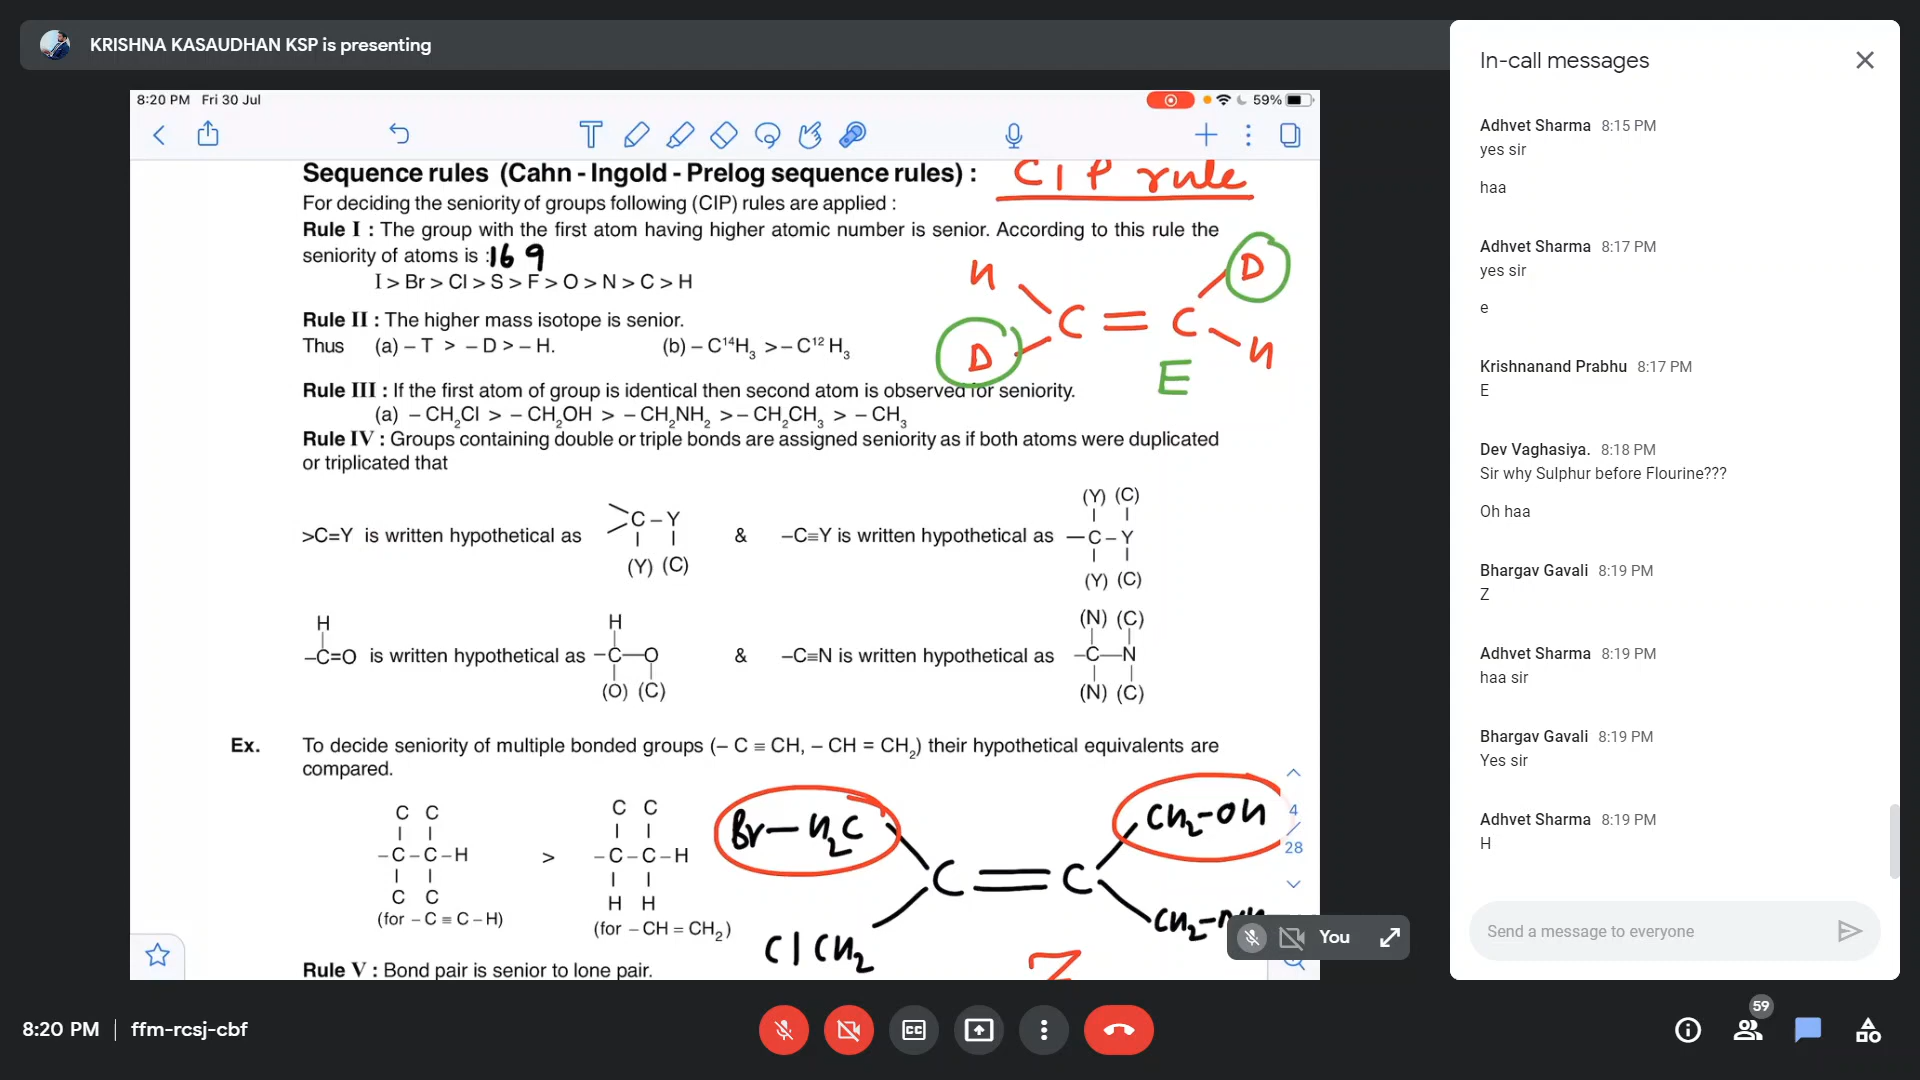 KRISHNA KASAUDHAN KSP is presenting
8:20 PM Fri 30 Jul
59%
Sequence rules (Cahn - Ingold - Prelog sequence rules) :
CIP rule
For deciding the seniority of groups following (CIP) rules are applied :
Rule I : The group with the first atom having higher atomic number is senior. According to this rule the
seniority of atoms is :
16 9
I > Br > Cl > S > F > O > N > C > H
H D
C = C
D H
E
Rule II : The higher mass isotope is senior.
Thus (a) – T > – D > – H. (b) – C¹⁴H₃ > – C¹² H₃
Rule III : If the first atom of group is identical then second atom is observed for seniority.
(a) – CH₂Cl > – CH₂OH > – CH₂NH₂ > – CH₂CH₃ > – CH₃
Rule IV : Groups containing double or triple bonds are assigned seniority as if both atoms were duplicated
or triplicated that
(Y) (C)
>C=Y is written hypothetical as >C – Y & –C≡Y is written hypothetical as –C – Y
(Y) (C) (Y) (C)
H H (N) (C)
–C=O is written hypothetical as –C—O & –C≡N is written hypothetical as –C—N
(O) (C) (N) (C)
Ex. To decide seniority of multiple bonded groups (– C ≡ CH, – CH = CH₂) their hypothetical equivalents are
compared.
C C C C
–C–C–H > –C–C–H
C C H H
(for – C ≡ C – H) (for – CH = CH₂)
Br–H₂C CH₂–OH
C = C
ClCH₂ CH₂–
Z
Rule V : Bond pair is senior to lone pair.
4
28
You
In-call messages
Adhvet Sharma 8:15 PM
yes sir
haa
Adhvet Sharma 8:17 PM
yes sir
e
Krishnanand Prabhu 8:17 PM
E
Dev Vaghasiya. 8:18 PM
Sir why Sulphur before Flourine???
Oh haa
Bhargav Gavali 8:19 PM
Z
Adhvet Sharma 8:19 PM
haa sir
Bhargav Gavali 8:19 PM
Yes sir
Adhvet Sharma 8:19 PM
H
Send a message to everyone
8:20 PM ffm-rcsj-cbf
CC
59